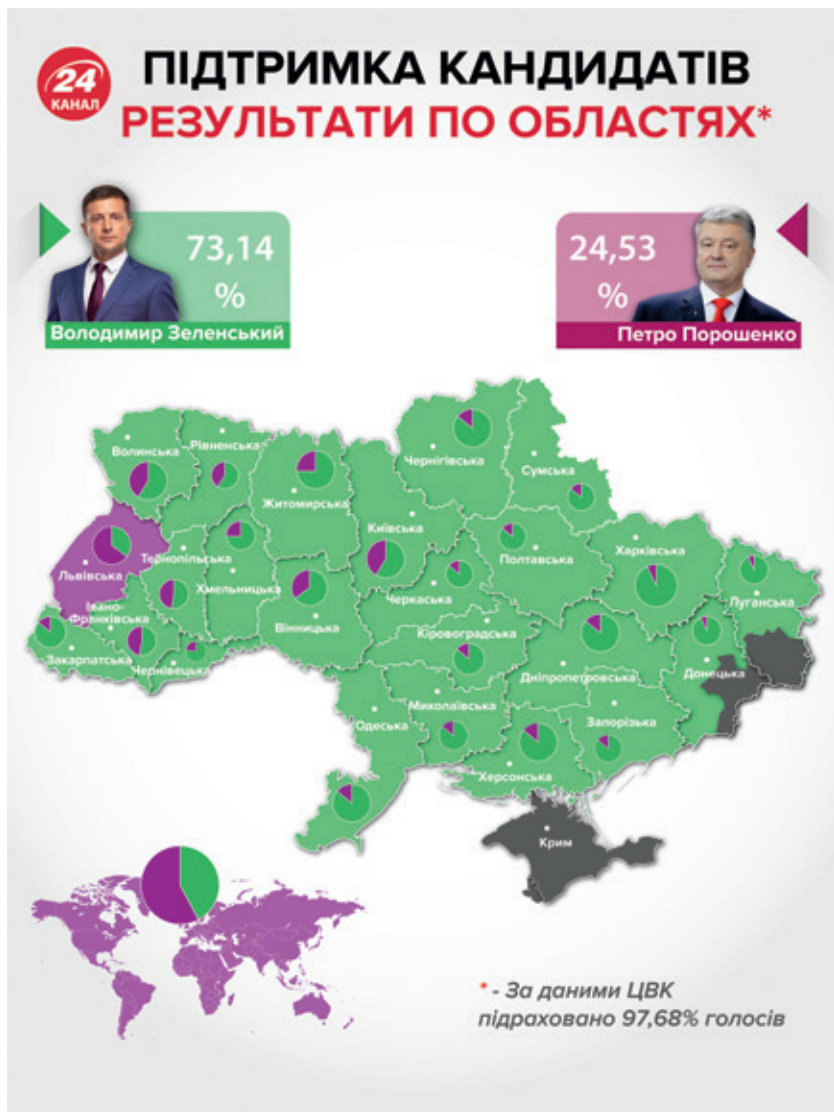 24
КАНАЛ
ПІДТРИМКА КАНДИДАТІВ
РЕЗУЛЬТАТИ ПО ОБЛАСТЯХ*
73,14
%
Володимир Зеленський
24,53
%
Петро Порошенко
Волинська
Рівненська
Житомирська
Чернігівська
Сумська
Київська
Львівська
Тернопільська
Хмельницька
Вінницька
Черкаська
Полтавська
Харківська
Луганська
Івано-
Франківська
Закарпатська
Чернівецька
Кіровоградська
Дніпропетровська
Донецька
Миколаївська
Одеська
Запорізька
Херсонська
Крим
* - За даними ЦВК
підраховано 97,68% голосів